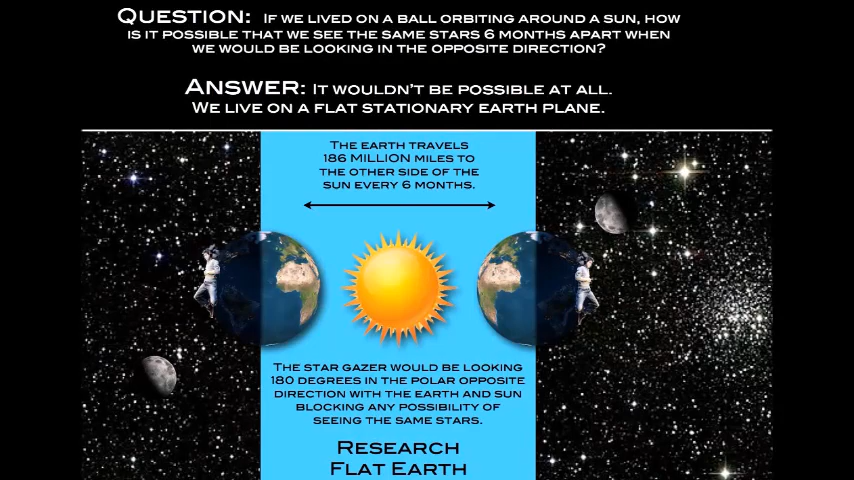 QUESTION: IF WE LIVED ON A BALL ORBITING AROUND A SUN, HOW
IS IT POSSIBLE THAT WE SEE THE SAME STARS 6 MONTHS APART WHEN
WE WOULD BE LOOKING IN THE OPPOSITE DIRECTION?
ANSWER: IT WOULDN'T BE POSSIBLE AT ALL.
WE LIVE ON A FLAT STATIONARY EARTH PLANE.
THE EARTH TRAVELS
186 MILLION MILES TO
THE OTHER SIDE OF THE
SUN EVERY 6 MONTHS.
THE STAR GAZER WOULD BE LOOKING
180 DEGREES IN THE POLAR OPPOSITE
DIRECTION WITH THE EARTH AND SUN
BLOCKING ANY POSSIBILITY OF
SEEING THE SAME STARS.
RESEARCH
FLAT EARTH